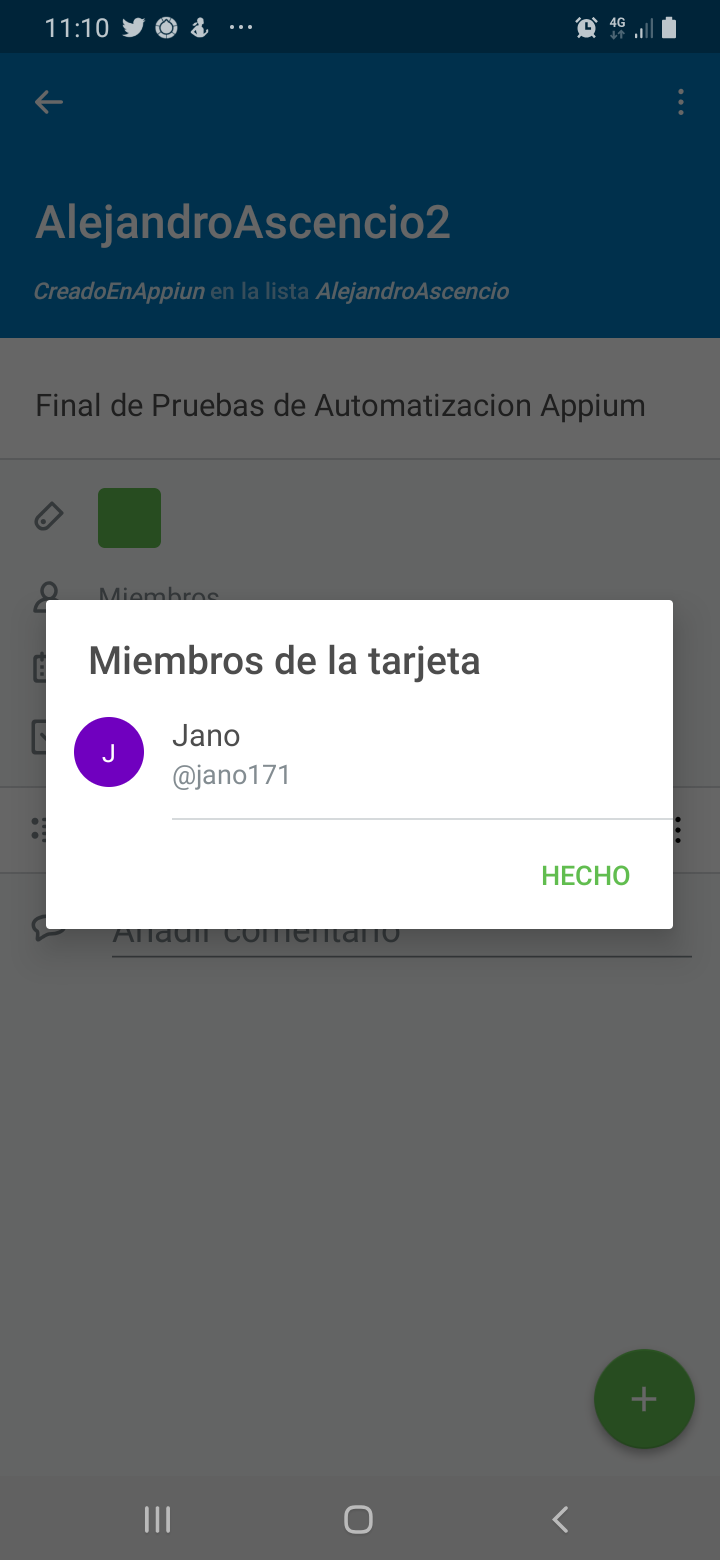 11:10
4G
AlejandroAscencio2
CreadoEnAppiun en la lista AlejandroAscencio
Final de Pruebas de Automatizacion Appium
Miembros
Miembros de la tarjeta
J
Jano
@jano171
HECHO
Añadir comentario